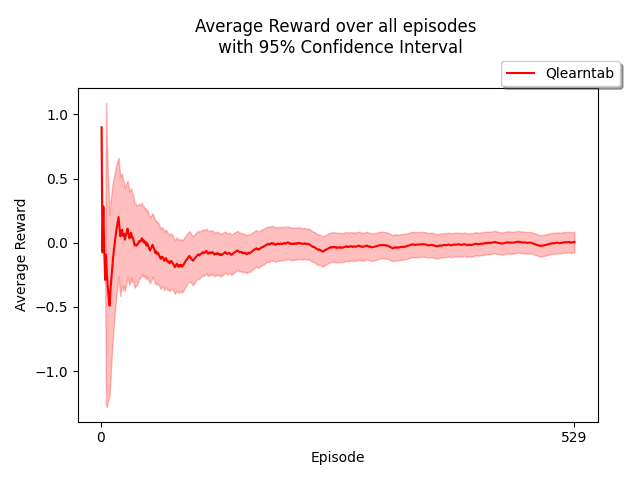 Average Reward over all episodes
with 95% Confidence Interval
Qlearntab
1.0
0.5
0.0
−0.5
−1.0
Average Reward
0
529
Episode